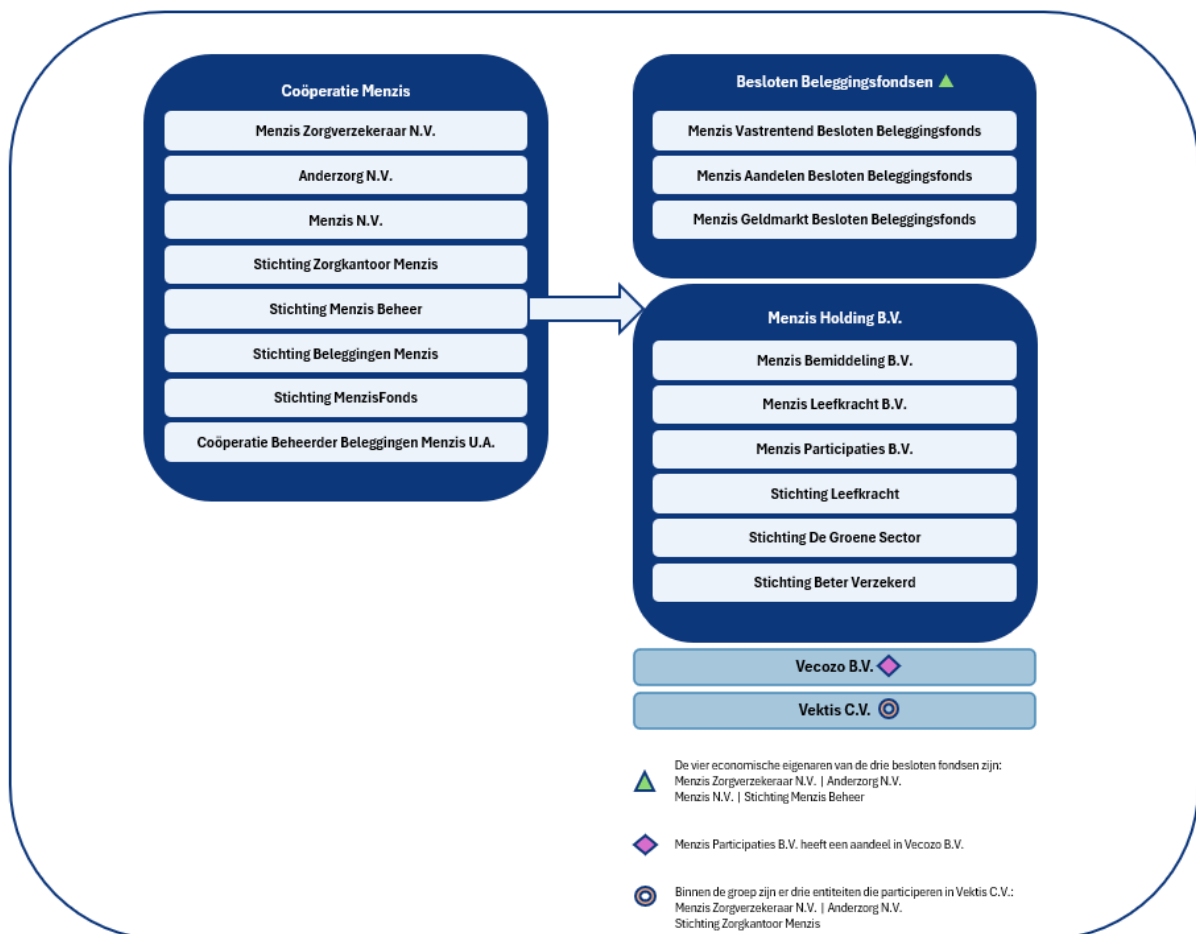 Coöperatie Menzis
Menzis Zorgverzekeraar N.V.
Anderzorg N.V.
Menzis N.V.
Stichting Zorgkantoor Menzis
Stichting Menzis Beheer
Stichting Beleggingen Menzis
Stichting MenzisFonds
Coöperatie Beheerder Beleggingen Menzis U.A.
Besloten Beleggingsfondsen
Menzis Vastrentend Besloten Beleggingsfonds
Menzis Aandelen Besloten Beleggingsfonds
Menzis Geldmarkt Besloten Beleggingsfonds
Menzis Holding B.V.
Menzis Bemiddeling B.V.
Menzis Leefkracht B.V.
Menzis Participaties B.V.
Stichting Leefkracht
Stichting De Groene Sector
Stichting Beter Verzekerd
Vecozo B.V.
Vektis C.V.
De vier economische eigenaren van de drie besloten fondsen zijn:
Menzis Zorgverzekeraar N.V. | Anderzorg N.V.
Menzis N.V. | Stichting Menzis Beheer
Menzis Participaties B.V. heeft een aandeel in Vecozo B.V.
Binnen de groep zijn er drie entiteiten die participeren in Vektis C.V.:
Menzis Zorgverzekeraar N.V. | Anderzorg N.V.
Stichting Zorgkantoor Menzis